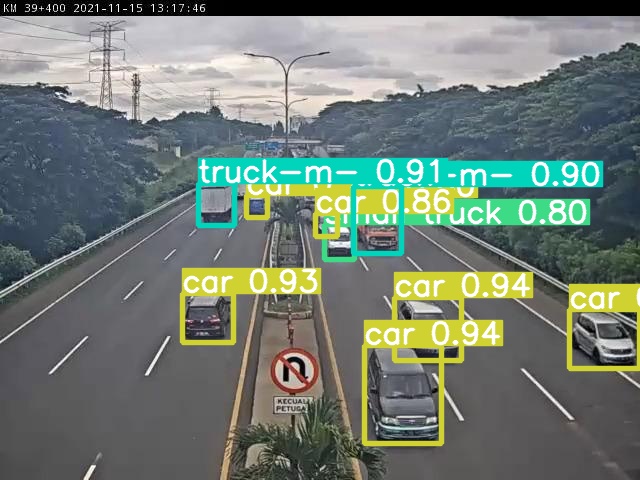 KM 39+400 2021-11-15 13:17:46
truck-m- 0.91
-m- 0.90
car
car 0.86
truck 0.80
car 0.93
car 0.94
car
car 0.94
KECUALI
PETUGAS